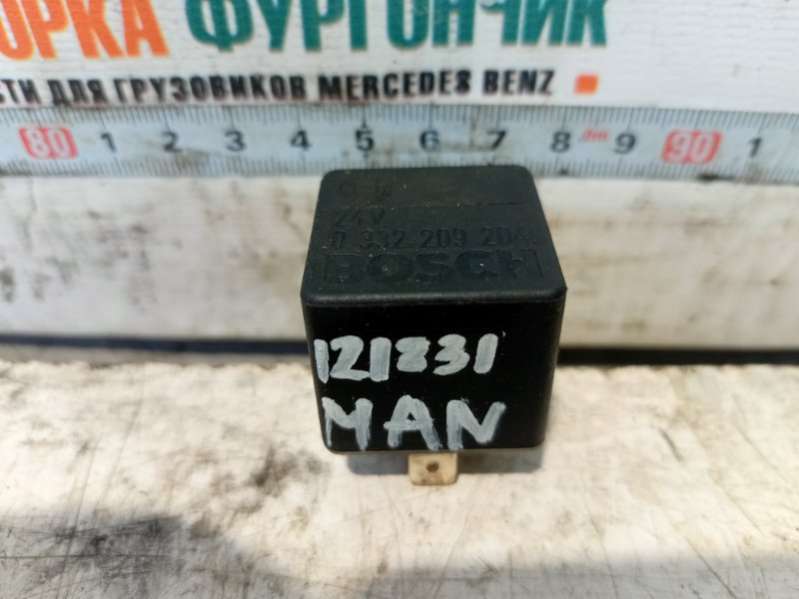 ОРКА ФУРГОНЧИК
СТИ ДЛЯ ГРУЗОВИКОВ MERCEDES BENZ
80 1 2 3 4 5 6 7 8 9 90 1
24V
0 332 209 204
BOSCH
121831
MAN